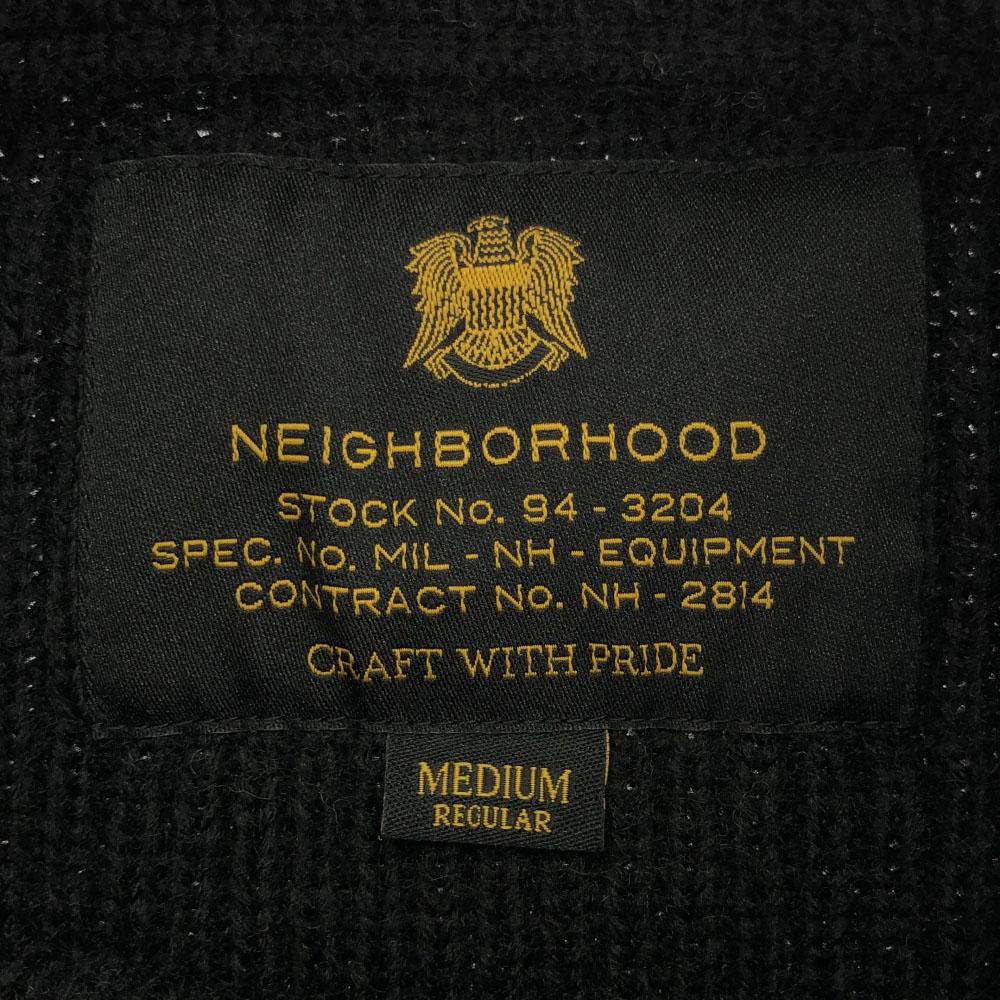 NEIGHBORHOOD
STOCK No. 94 - 3204
SPEC. No. MIL - NH - EQUIPMENT
CONTRACT No. NH - 2814
CRAFT WITH PRIDE
MEDIUM
REGULAR